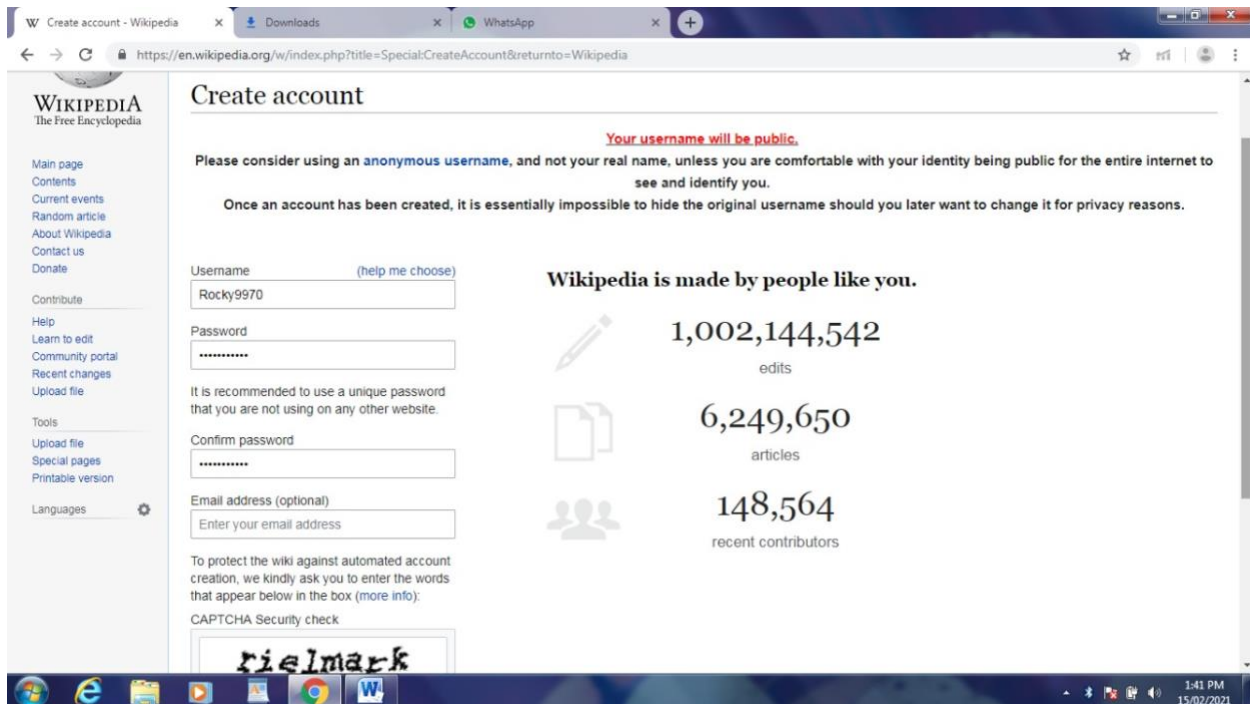 Create account - Wikipedia
Downloads
WhatsApp
https://en.wikipedia.org/w/index.php?title=Special:CreateAccount&returnto=Wikipedia
WIKIPEDIA
The Free Encyclopedia
Main page
Contents
Current events
Random article
About Wikipedia
Contact us
Donate
Contribute
Help
Learn to edit
Community portal
Recent changes
Upload file
Tools
Upload file
Special pages
Printable version
Languages
Create account
Your username will be public.
Please consider using an anonymous username, and not your real name, unless you are comfortable with your identity being public for the entire internet to
see and identify you.
Once an account has been created, it is essentially impossible to hide the original username should you later want to change it for privacy reasons.
Username (help me choose)
Rocky9970
Password
•••••••••••
It is recommended to use a unique password
that you are not using on any other website.
Confirm password
•••••••••••
Email address (optional)
Enter your email address
To protect the wiki against automated account
creation, we kindly ask you to enter the words
that appear below in the box (more info):
CAPTCHA Security check
rielmark
Wikipedia is made by people like you.
1,002,144,542
edits
6,249,650
articles
148,564
recent contributors
1:41 PM
15/02/2021